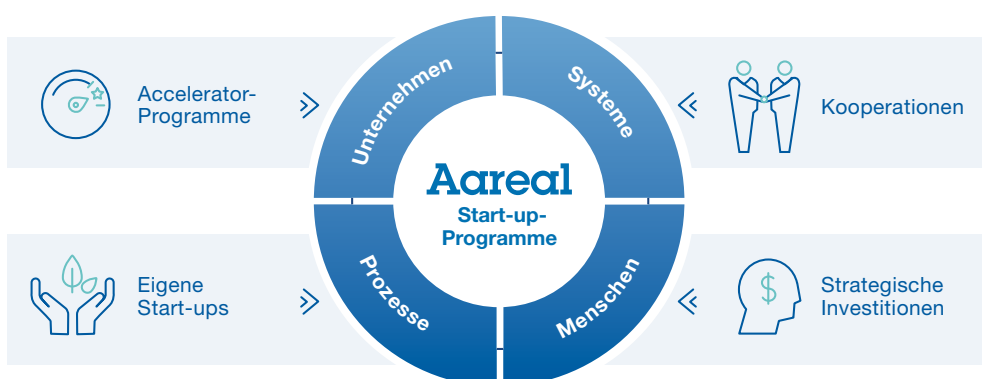 Accelerator-
Programme
Unternehmen
Systeme
Kooperationen
Aareal
Start-up-
Programme
Eigene
Start-ups
Prozesse
Menschen
$
Strategische
Investitionen